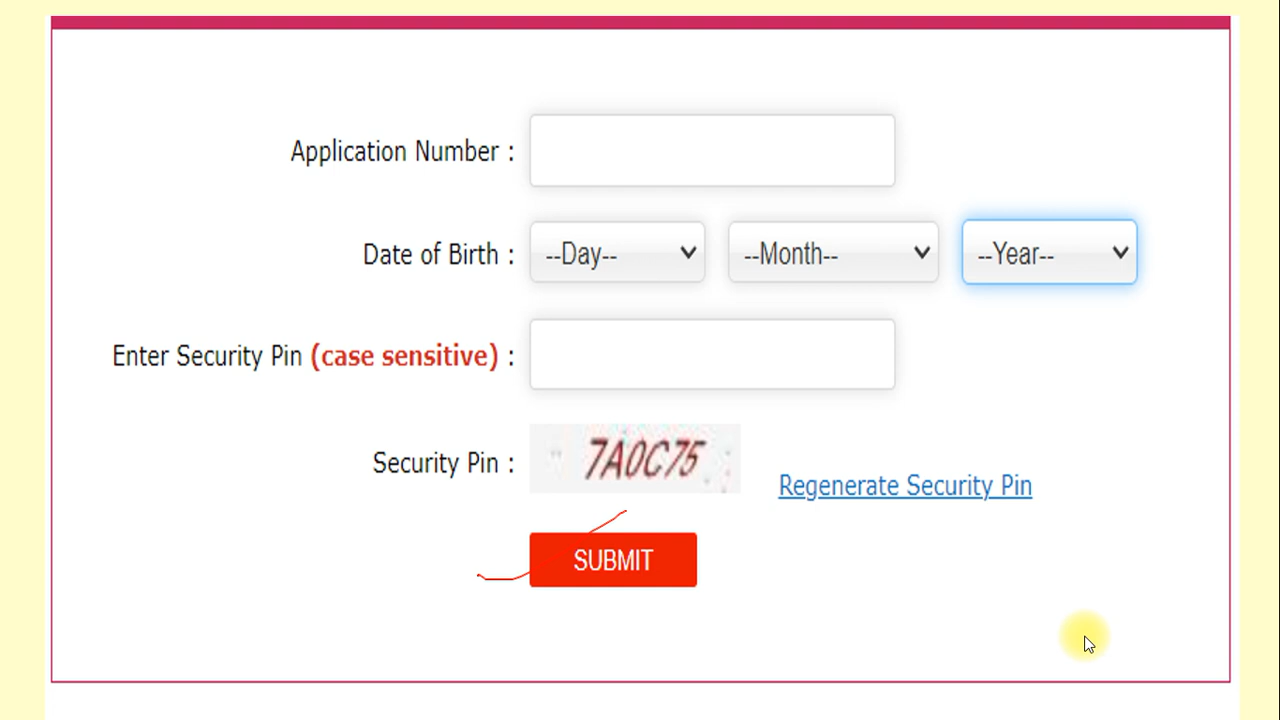 Application Number :
Date of Birth : --Day-- --Month-- --Year--
Enter Security Pin (case sensitive) :
Security Pin : 7A0C75
Regenerate Security Pin
SUBMIT